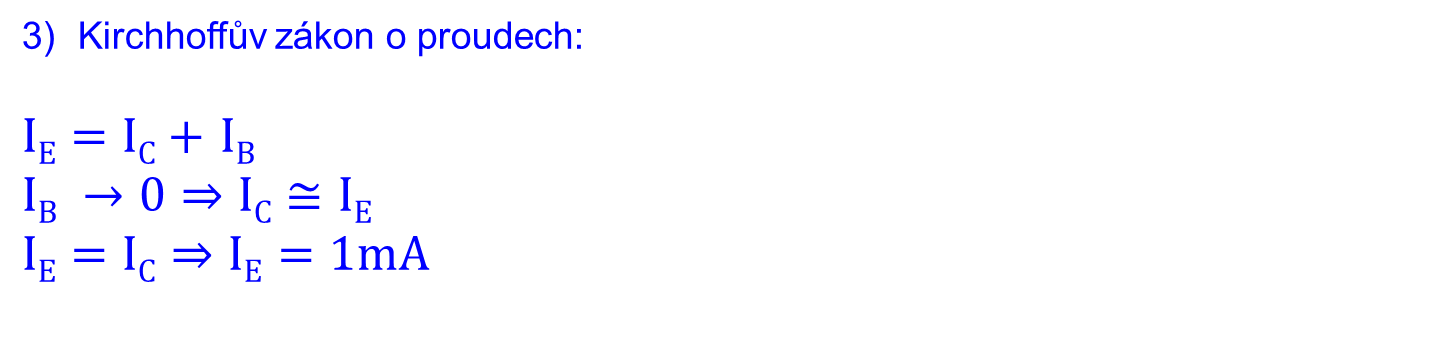 3) Kirchhoffův zákon o proudech:
I_E = I_C + I_B
I_B → 0 ⇒ I_C ≅ I_E
I_E = I_C ⇒ I_E = 1mA